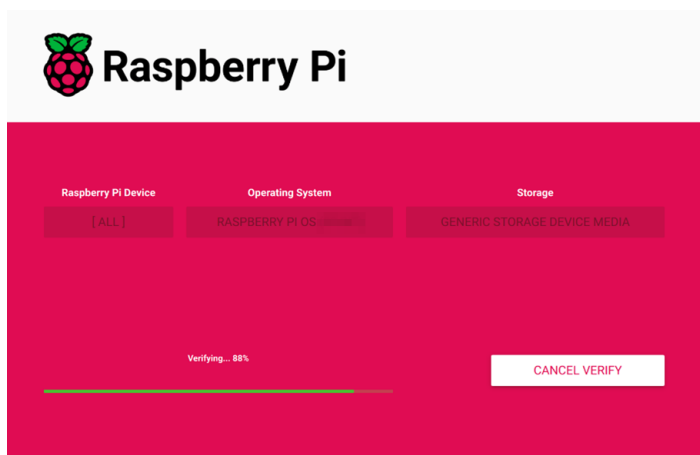 Raspberry Pi
Raspberry Pi Device
Operating System
Storage
[ ALL ]
RASPBERRY PI OS
GENERIC STORAGE DEVICE MEDIA
Verifying... 88%
CANCEL VERIFY